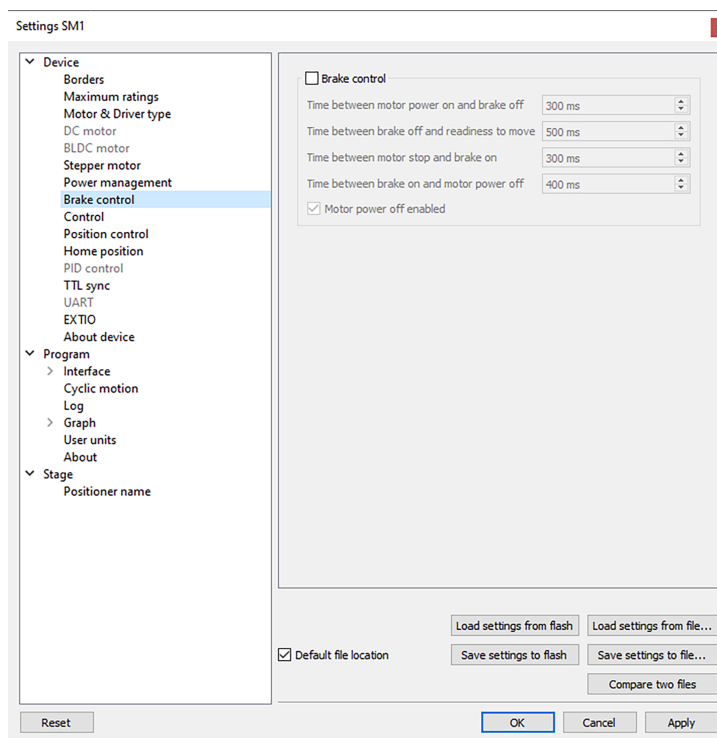 Settings SM1
Device
Borders
Maximum ratings
Motor & Driver type
DC motor
BLDC motor
Stepper motor
Power management
Brake control
Control
Position control
Home position
PID control
TTL sync
UART
EXTIO
About device
Program
Interface
Cyclic motion
Log
Graph
User units
About
Stage
Positioner name
Brake control
Time between motor power on and brake off 300 ms
Time between brake off and readiness to move 500 ms
Time between motor stop and brake on 300 ms
Time between brake on and motor power off 400 ms
Motor power off enabled
Load settings from flash Load settings from file...
Default file location Save settings to flash Save settings to file...
Compare two files
Reset OK Cancel Apply